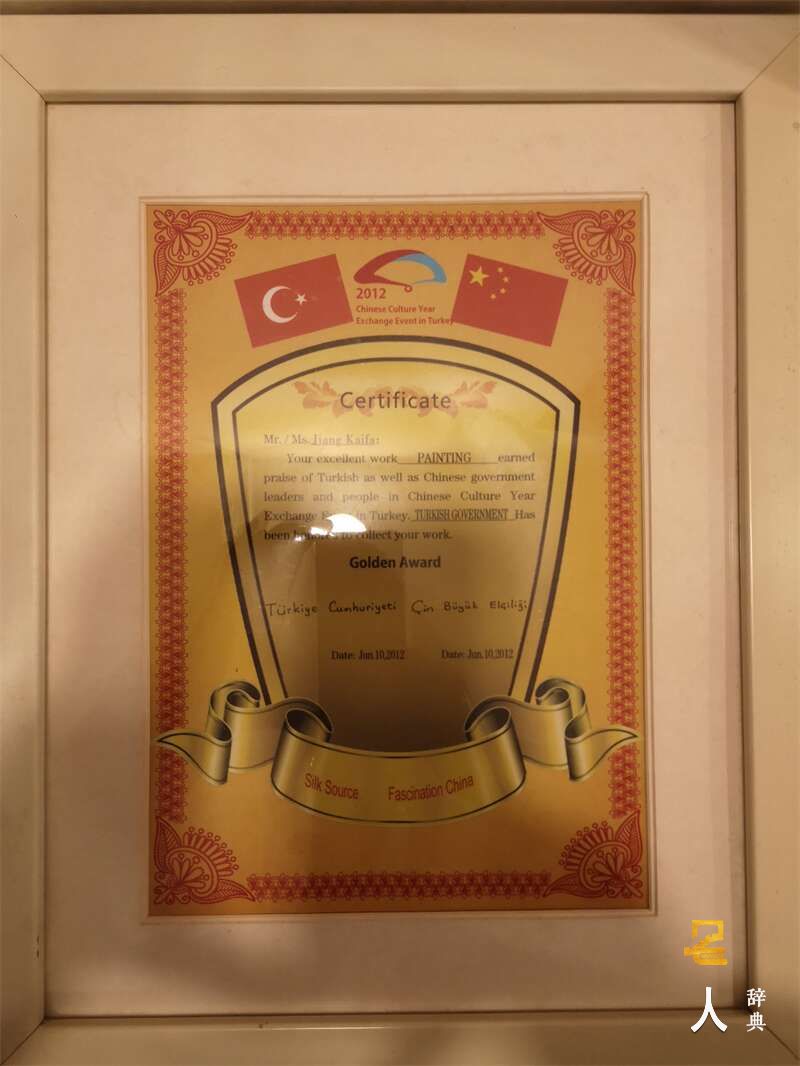 2012
Chinese Culture Year
Exchange Event in Turkey
Certificate
Mr. / Ms. Jiang Kaifa:
Your excellent work PAINTING earned
praise of Turkish as well as Chinese government
leaders and people in Chinese Culture Year
Exchange Event in Turkey. TURKISH GOVERNMENT Has
been honored to collect your work.
Golden Award
Türkiye Cumhuriyeti Çin Büyük Elçiliği
Date: Jun.10,2012 Date: Jun.10,2012
Silk Source Fascination China
名人辞典